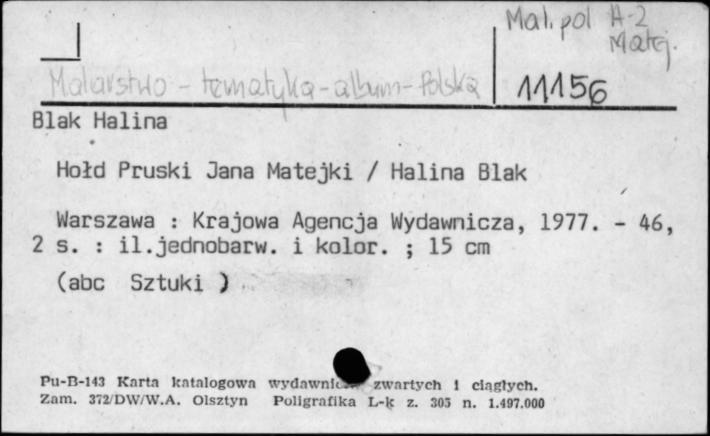 Mal. pol A-2
Matej.
Malarstwo - tematyka - album - Polska
11156
Blak Halina
Hołd Pruski Jana Matejki / Halina Blak
Warszawa : Krajowa Agencja Wydawnicza, 1977. - 46,
2 s. : il.jednobarw. i kolor. ; 15 cm
(abc Sztuki )
Pu-B-143 Karta katalogowa zwartych i ciągłych.
Zam. 372/DW/W.A. Olsztyn Poligrafika L-k z. 305 n. 1.497.000